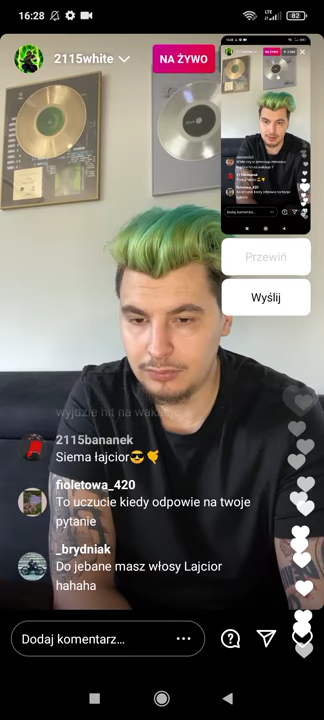 16:28
82
2115white
NA ŻYWO
Przewiń
Wyślij
wyjdzie hit na wakacje
2115bananek
Siema łajcior😎🤙
fioletowa_420
To uczucie kiedy odpowie na twoje
pytanie
_brydniak
Do jebane masz włosy Lajcior
hahaha
Dodaj komentarz...